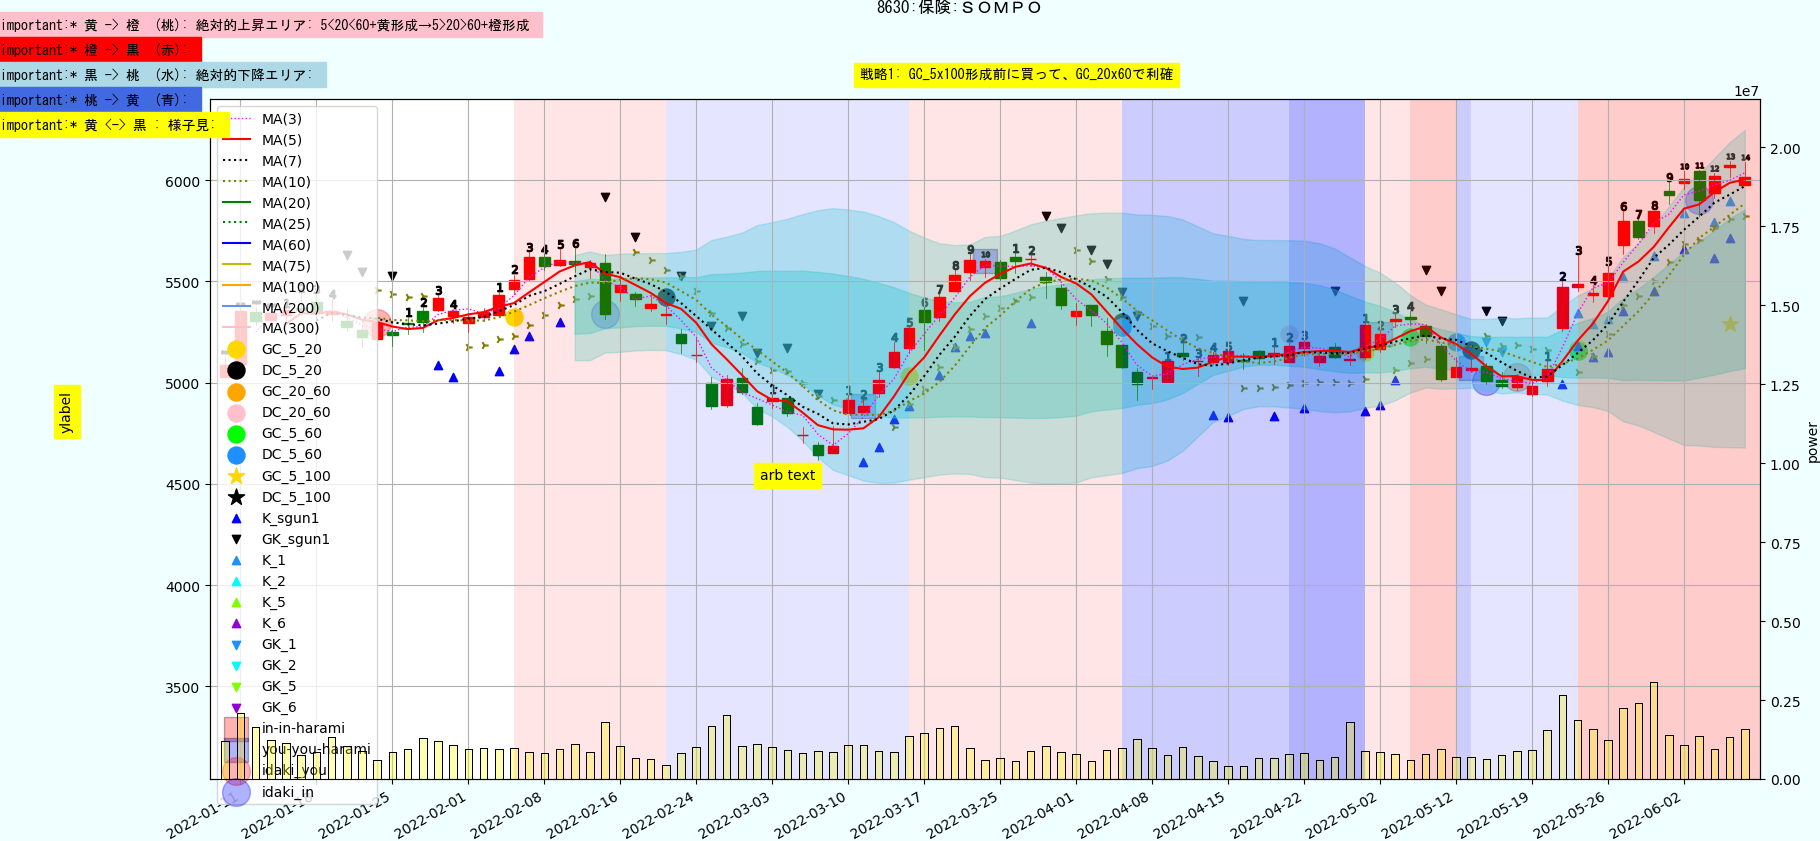 8630:保険:ＳＯＭＰＯ
important:* 黄 -> 橙 (桃): 絶対的上昇エリア: 5<20<60+黄形成→5>20>60+橙形成
important:* 橙 -> 黒 (赤):
important:* 黒 -> 桃 (水): 絶対的下降エリア:
戦略1: GC_5x100形成前に買って、GC_20x60で利確
important:* 桃 -> 黄 (青):
important:* 黄 <-> 黒 : 様子見:
1e7
MA(3)
MA(5)
MA(7)
MA(10)
MA(20)
MA(25)
MA(60)
MA(75)
MA(100)
MA(200)
MA(300)
GC_5_20
DC_5_20
GC_20_60
DC_20_60
GC_5_60
DC_5_60
GC_5_100
DC_5_100
K_sgun1
GK_sgun1
K_1
K_2
K_5
K_6
GK_1
GK_2
GK_5
GK_6
in-in-harami
you-you-harami
idaki_you
idaki_in
6000
5500
5000
4500
4000
3500
ylabel
arb text
2.00
1.75
1.50
1.25
1.00
0.75
0.50
0.25
0.00
power
2022-01-25
2022-02-01
2022-02-08
2022-02-16
2022-02-24
2022-03-03
2022-03-10
2022-03-17
2022-03-25
2022-04-01
2022-04-08
2022-04-15
2022-04-22
2022-05-02
2022-05-12
2022-05-19
2022-05-26
2022-06-02